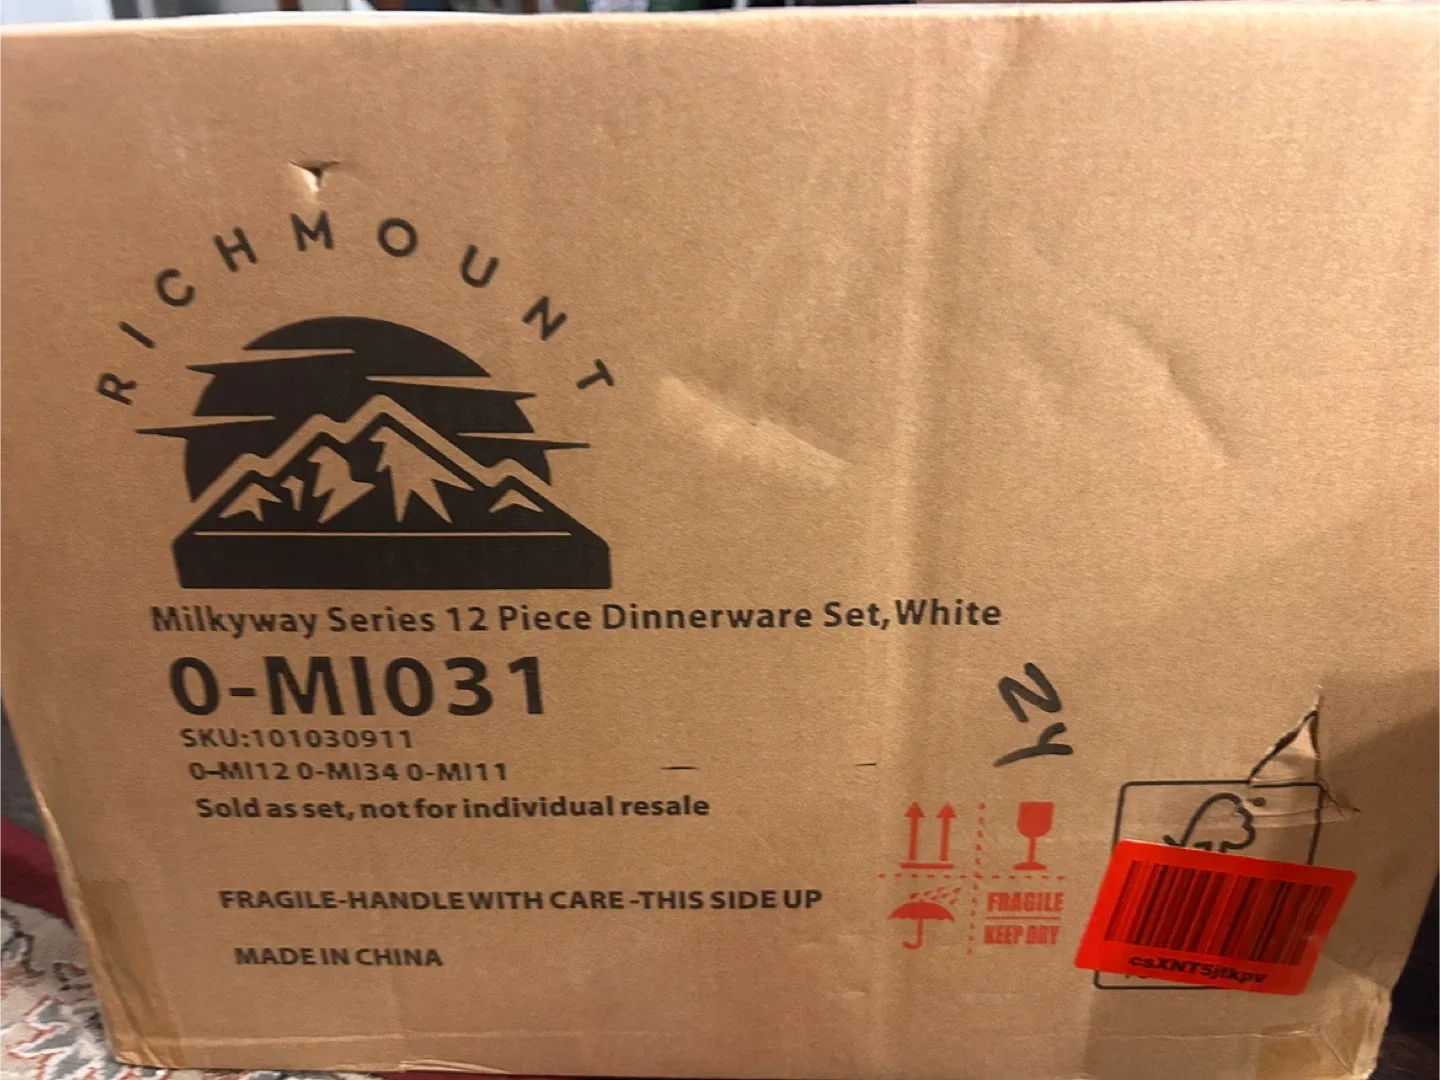 RICHMOUNT
Milkyway Series 12 Piece Dinnerware Set,White
0-MI031
SKU:101030911
0-MI12 0-MI34 0-MI11
Sold as set, not for individual resale
FRAGILE-HANDLE WITH CARE -THIS SIDE UP
MADE IN CHINA
FRAGILE
KEEP DRY
csXNT5jtkpv